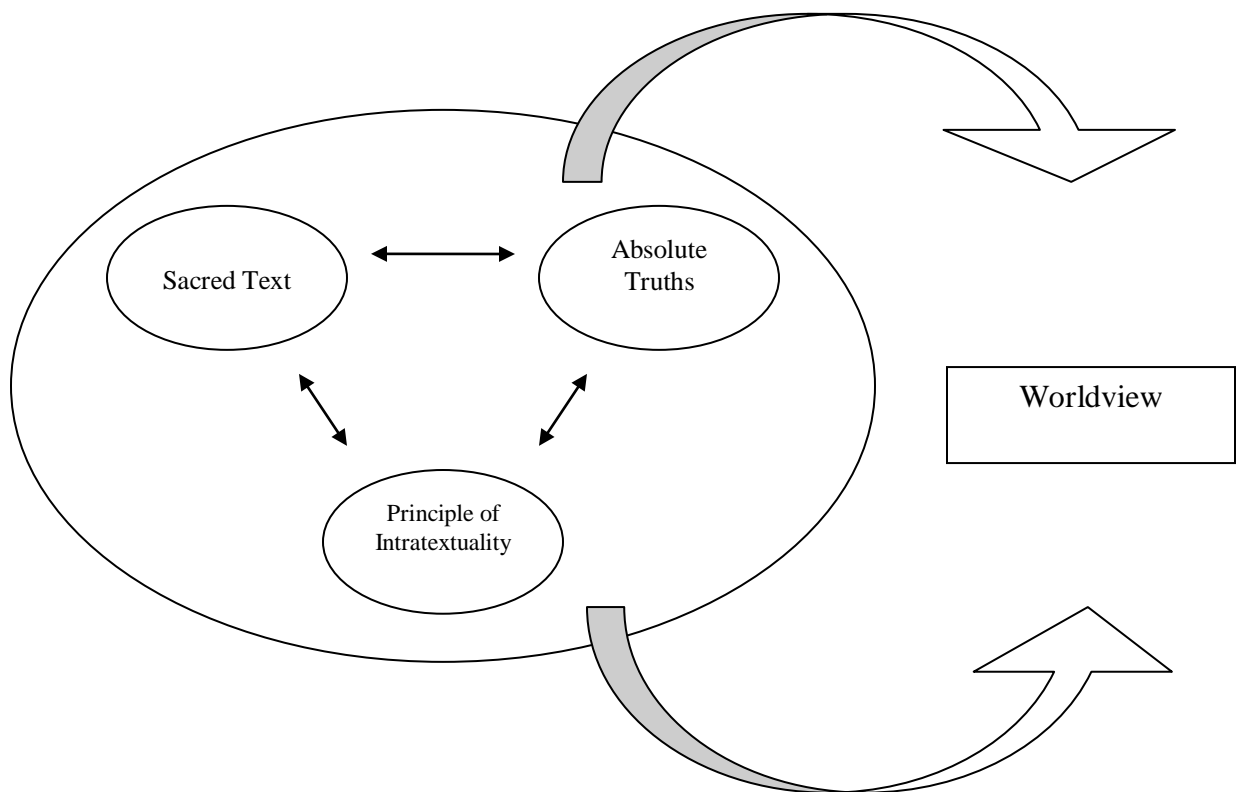 Sacred Text
Absolute
Truths
Principle of
Intratextuality
Worldview